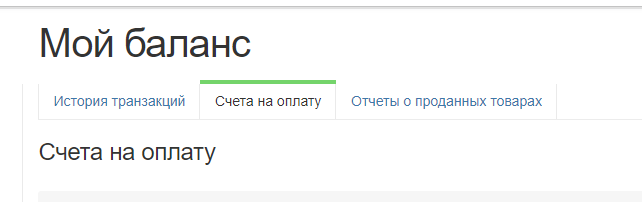 Мой баланс
История транзакций Счета на оплату Отчеты о проданных товарах
Счета на оплату